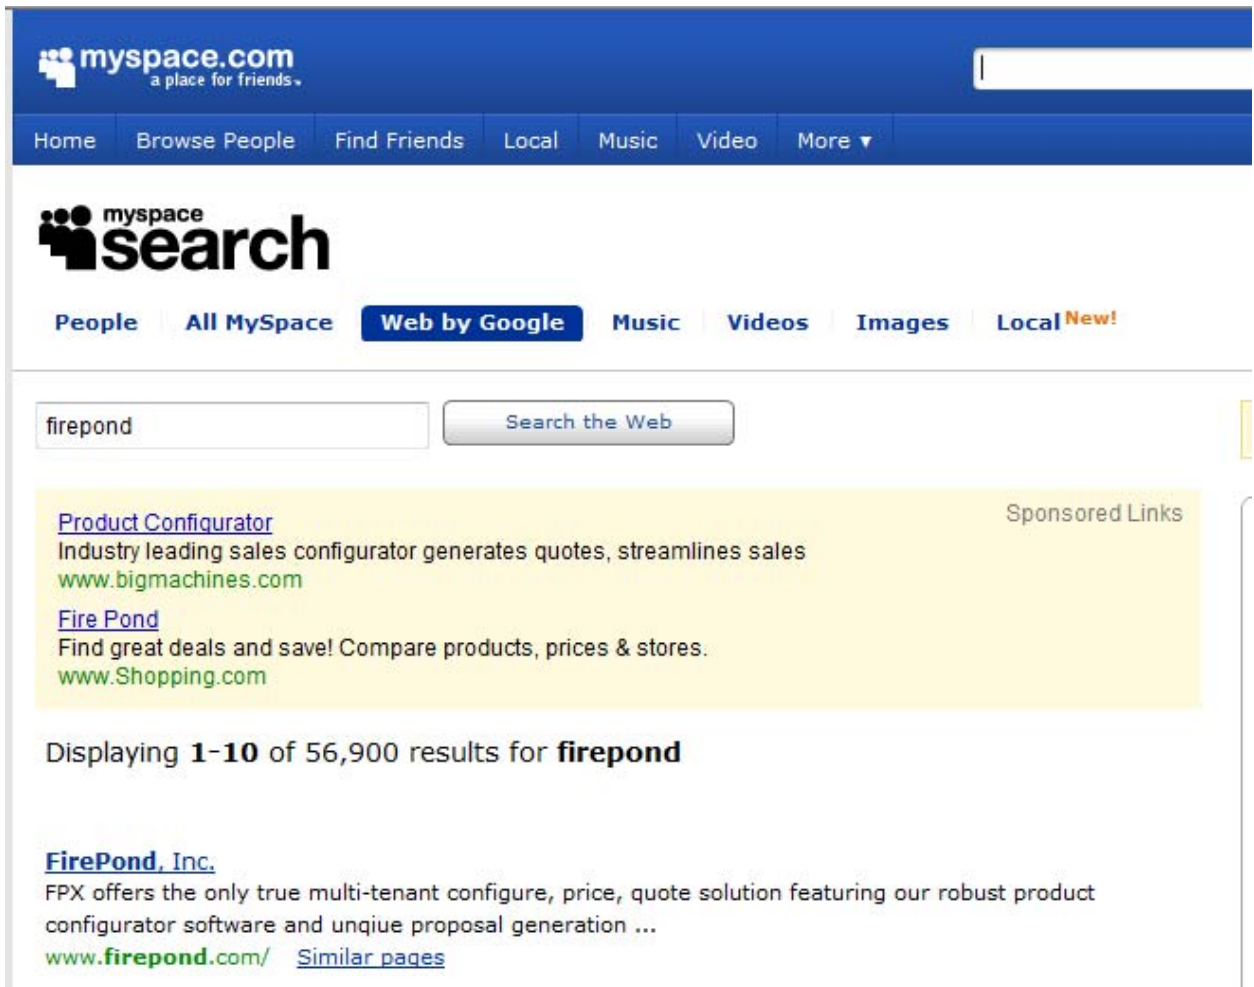 myspace.com
a place for friends
Home Browse People Find Friends Local Music Video More ▾
myspace
search
People All MySpace Web by Google Music Videos Images Local New!
firepond Search the Web
Sponsored Links
Product Configurator
Industry leading sales configurator generates quotes, streamlines sales
www.bigmachines.com
Fire Pond
Find great deals and save! Compare products, prices & stores.
www.Shopping.com
Displaying 1-10 of 56,900 results for firepond
FirePond, Inc.
FPX offers the only true multi-tenant configure, price, quote solution featuring our robust product
configurator software and unqiue proposal generation ...
www.firepond.com/ Similar pages